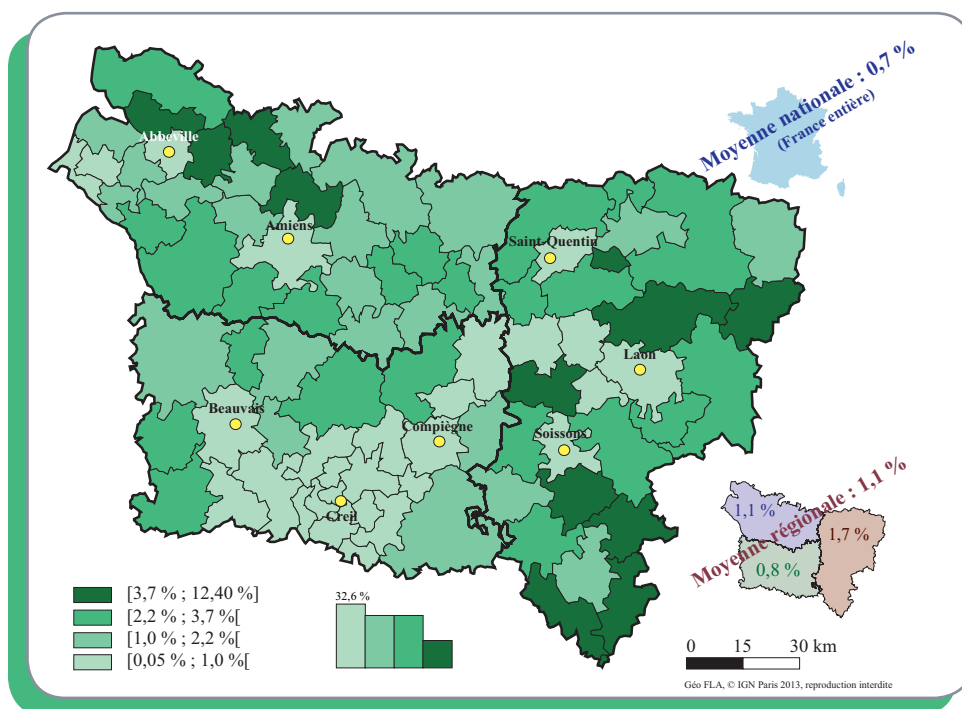 Moyenne nationale : 0,7 %
(France entière)
Abbeville
Amiens
Saint-Quentin
Laon
Beauvais
Compiègne
Soissons
Creil
Moyenne régionale : 1,1 %
1,1 %
1,7 %
0,8 %
[3,7 % ; 12,40 %]
[2,2 % ; 3,7 %[
[1,0 % ; 2,2 %[
[0,05 % ; 1,0 %[
32,6 %
0 15 30 km
Géo FLA, © IGN Paris 2013, reproduction interdite